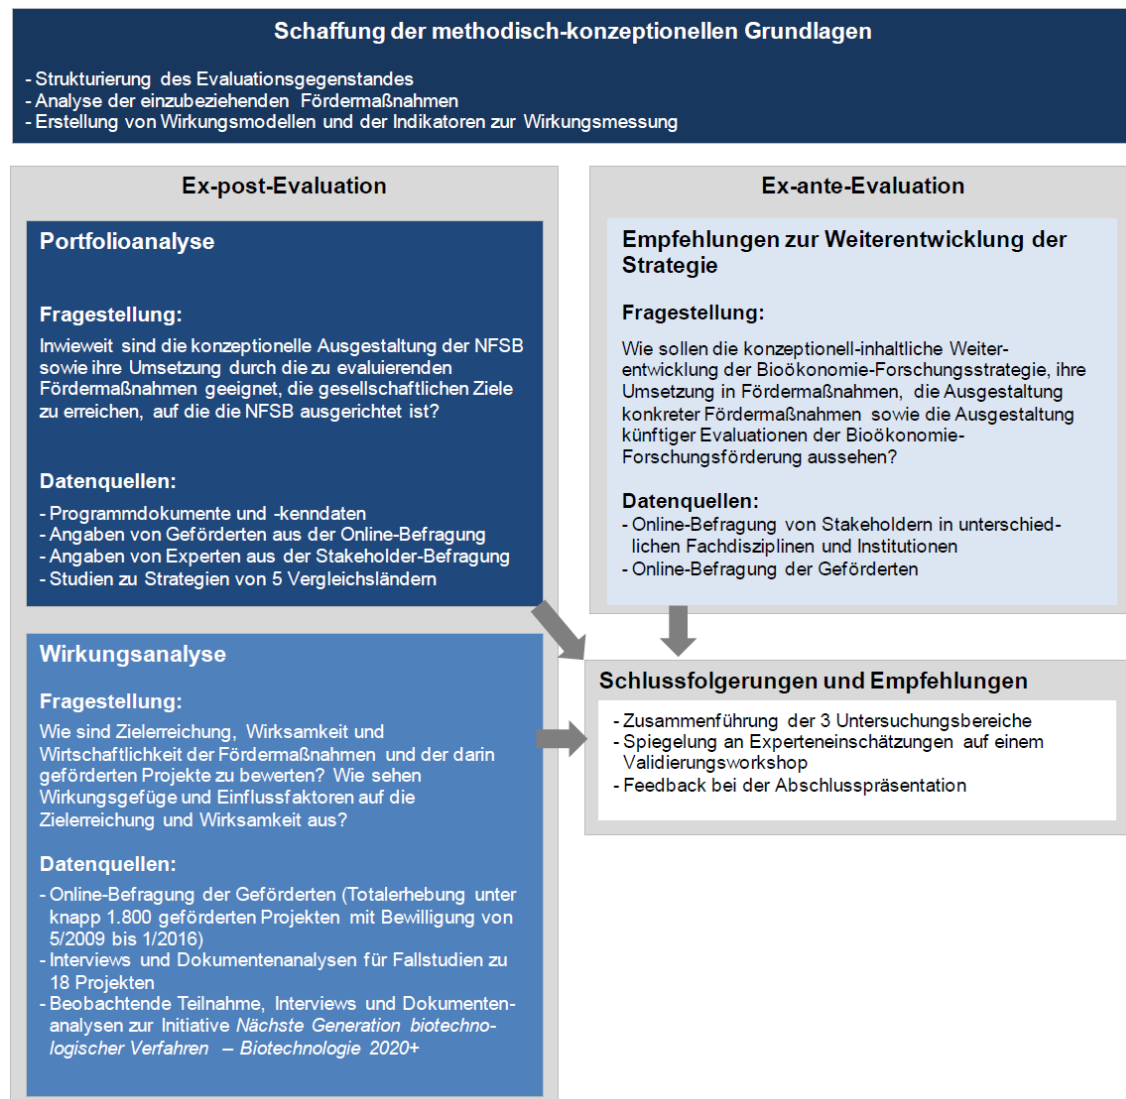 Schaffung der methodisch-konzeptionellen Grundlagen
- Strukturierung des Evaluationsgegenstandes
- Analyse der einzubeziehenden Fördermaßnahmen
- Erstellung von Wirkungsmodellen und der Indikatoren zur Wirkungsmessung
Ex-post-Evaluation
Portfolioanalyse
Fragestellung:
Inwieweit sind die konzeptionelle Ausgestaltung der NFSB
sowie ihre Umsetzung durch die zu evaluierenden
Fördermaßnahmen geeignet, die gesellschaftlichen Ziele
zu erreichen, auf die die NFSB ausgerichtet ist?
Datenquellen:
- Programmdokumente und -kenndaten
- Angaben von Geförderten aus der Online-Befragung
- Angaben von Experten aus der Stakeholder-Befragung
- Studien zu Strategien von 5 Vergleichsländern
Wirkungsanalyse
Fragestellung:
Wie sind Zielerreichung, Wirksamkeit und
Wirtschaftlichkeit der Fördermaßnahmen und der darin
geförderten Projekte zu bewerten? Wie sehen
Wirkungsgefüge und Einflussfaktoren auf die
Zielerreichung und Wirksamkeit aus?
Datenquellen:
- Online-Befragung der Geförderten (Totalerhebung unter
knapp 1.800 geförderten Projekten mit Bewilligung von
5/2009 bis 1/2016)
- Interviews und Dokumentenanalysen für Fallstudien zu
18 Projekten
- Beobachtende Teilnahme, Interviews und Dokumenten-
analysen zur Initiative Nächste Generation biotechno-
logischer Verfahren – Biotechnologie 2020+
Ex-ante-Evaluation
Empfehlungen zur Weiterentwicklung der
Strategie
Fragestellung:
Wie sollen die konzeptionell-inhaltliche Weiter-
entwicklung der Bioökonomie-Forschungsstrategie, ihre
Umsetzung in Fördermaßnahmen, die Ausgestaltung
konkreter Fördermaßnahmen sowie die Ausgestaltung
künftiger Evaluationen der Bioökonomie-
Forschungsförderung aussehen?
Datenquellen:
- Online-Befragung von Stakeholdern in unterschied-
lichen Fachdisziplinen und Institutionen
- Online-Befragung der Geförderten
Schlussfolgerungen und Empfehlungen
- Zusammenführung der 3 Untersuchungsbereiche
- Spiegelung an Experteneinschätzungen auf einem
Validierungsworkshop
- Feedback bei der Abschlusspräsentation